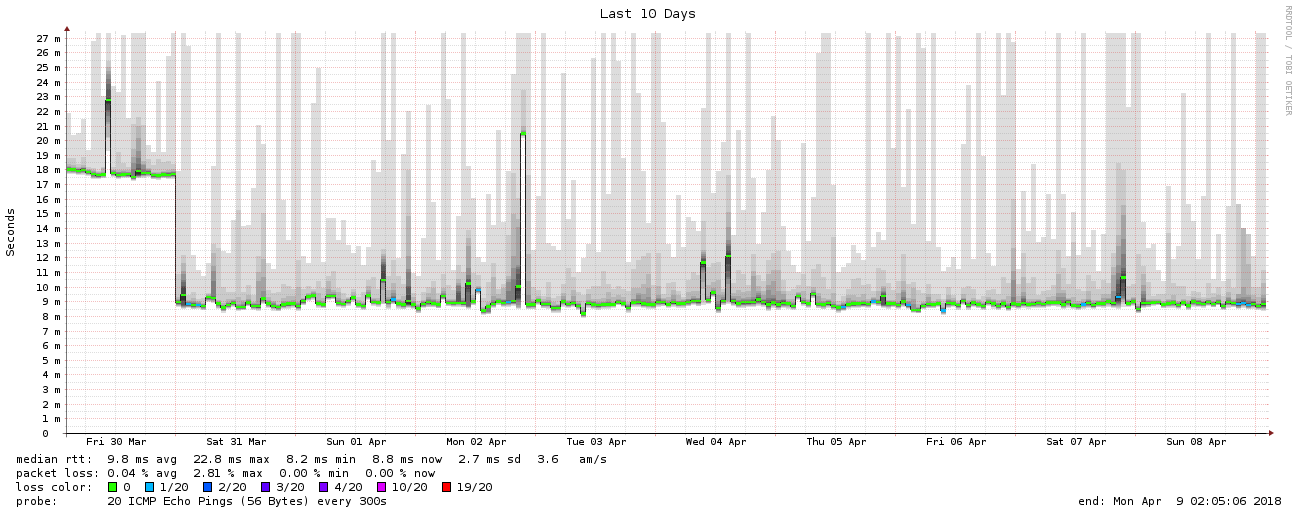 Last 10 Days
RRDTOOL / TOBI OETIKER
Seconds
27 m
26 m
25 m
24 m
23 m
22 m
21 m
20 m
19 m
18 m
17 m
16 m
15 m
14 m
13 m
12 m
11 m
10 m
9 m
8 m
7 m
6 m
5 m
4 m
3 m
2 m
1 m
0
Fri 30 Mar Sat 31 Mar Sun 01 Apr Mon 02 Apr Tue 03 Apr Wed 04 Apr Thu 05 Apr Fri 06 Apr Sat 07 Apr Sun 08 Apr
median rtt: 9.8 ms avg 22.8 ms max 8.2 ms min 8.8 ms now 2.7 ms sd 3.6 am/s
packet loss: 0.04 % avg 2.81 % max 0.00 % min 0.00 % now
loss color: 0 1/20 2/20 3/20 4/20 10/20 19/20
probe: 20 ICMP Echo Pings (56 Bytes) every 300s end: Mon Apr 9 02:05:06 2018